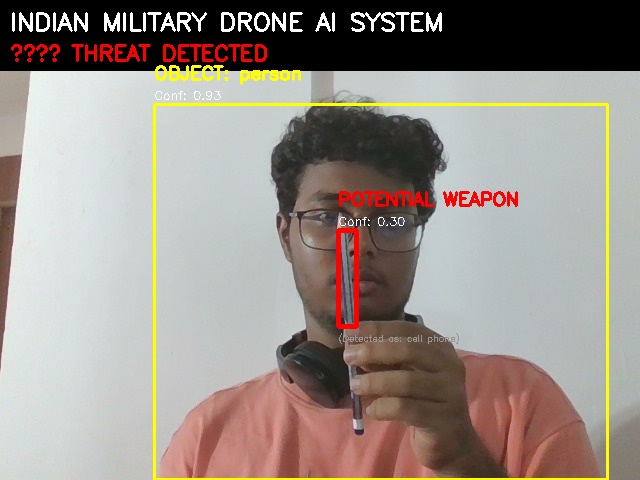 INDIAN MILITARY DRONE AI SYSTEM
???? THREAT DETECTED
OBJECT: person
Conf: 0.93
POTENTIAL WEAPON
Conf: 0.30
(Detected as: cell phone)